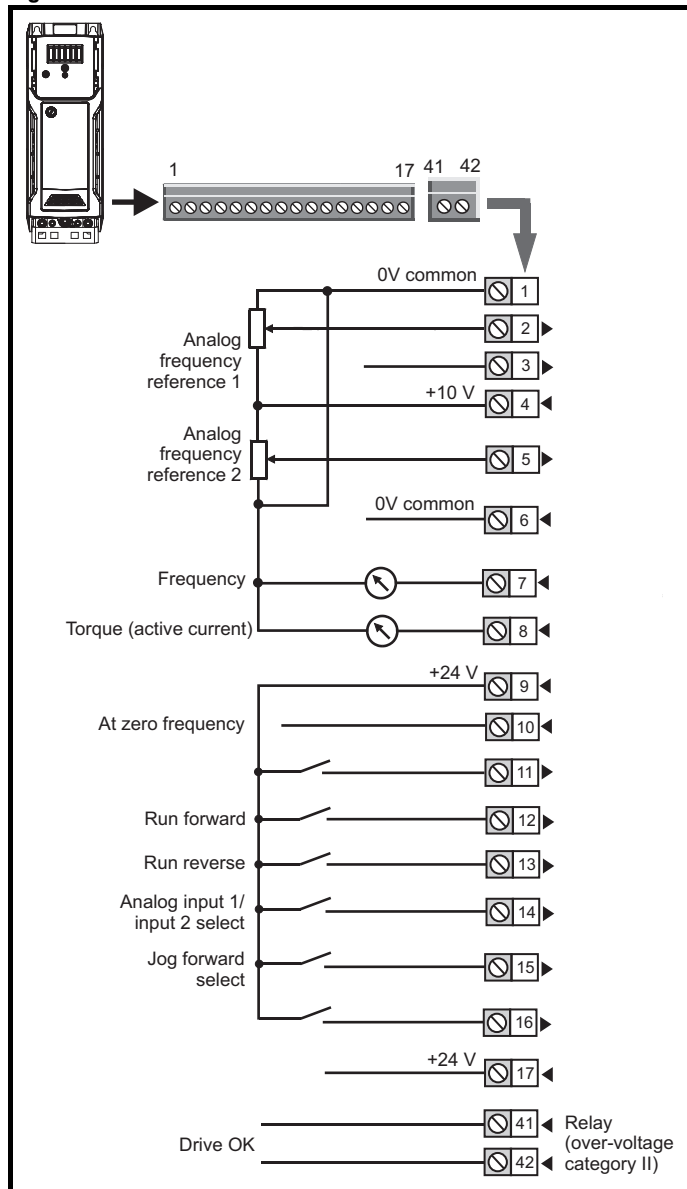 1 17 41 42
0V common 1
2
Analog
frequency
reference 1
3
+10 V 4
Analog
frequency
reference 2
5
0V common 6
Frequency 7
Torque (active current) 8
+24 V 9
At zero frequency 10
11
Run forward 12
Run reverse 13
Analog input 1/
input 2 select
14
Jog forward
select
15
16
+24 V 17
Drive OK
41
42
Relay
(over-voltage
category II)